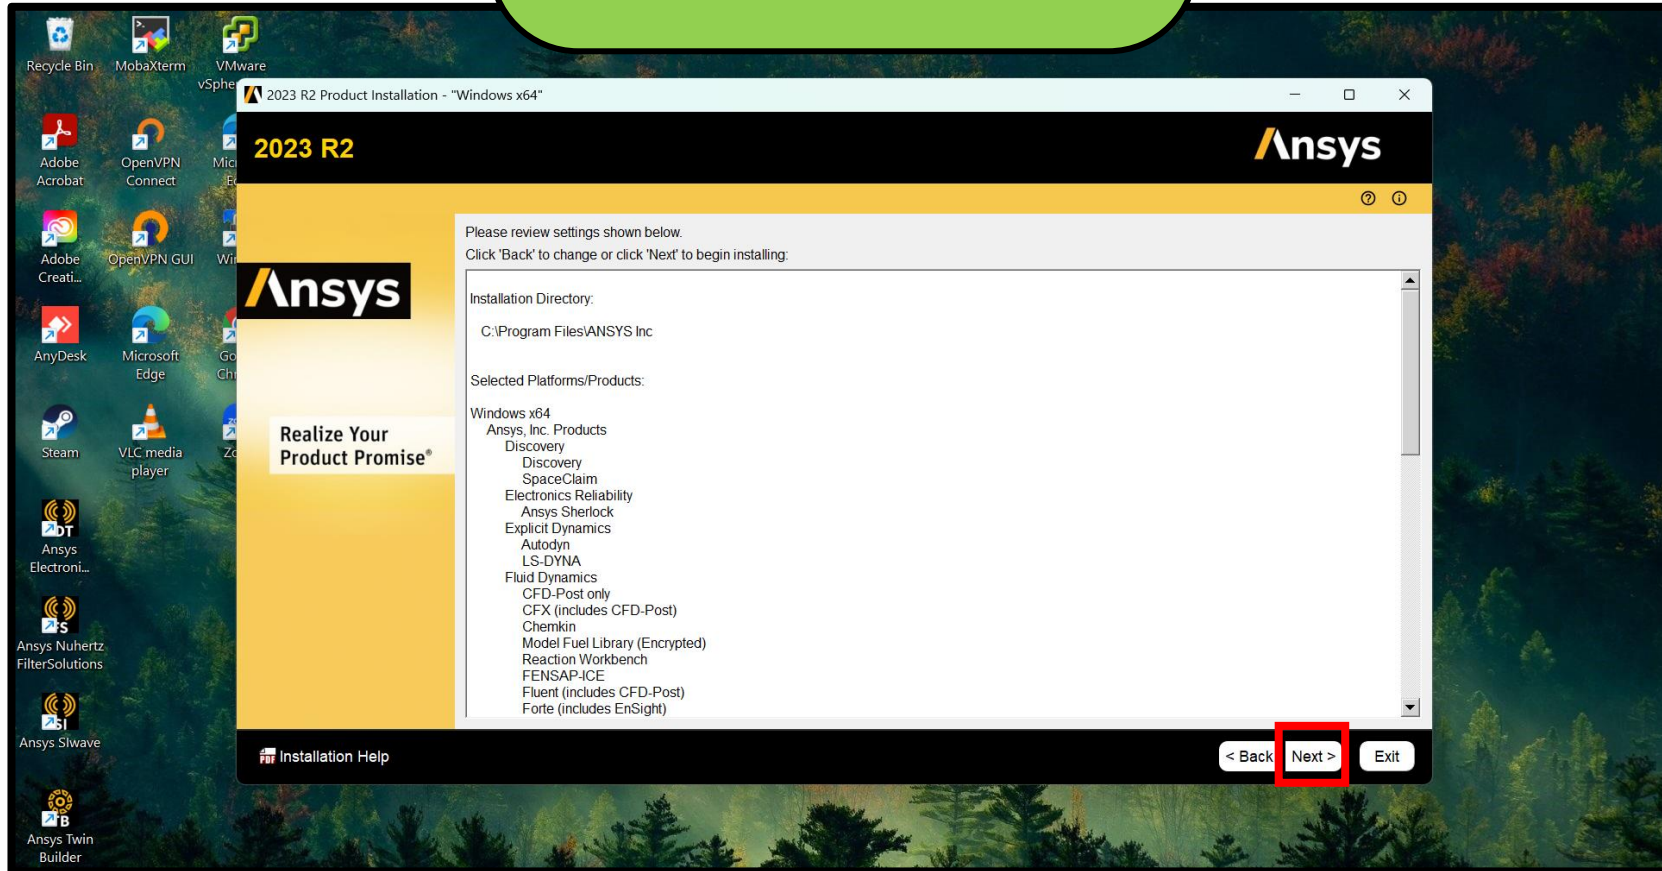 Recycle Bin
MobaXterm
VMware
vSphe
Adobe
Acrobat
OpenVPN
Connect
Adobe
Creati...
OpenVPN GUI
AnyDesk
Microsoft
Edge
Steam
VLC media
player
DT
Ansys
Electroni...
FS
Ansys Nuhertz
FilterSolutions
SI
Ansys SIwave
TB
Ansys Twin
Builder
2023 R2 Product Installation - "Windows x64"
2023 R2
Ansys
Ansys
Realize Your
Product Promise®
Please review settings shown below.
Click 'Back' to change or click 'Next' to begin installing:
Installation Directory:
C:\Program Files\ANSYS Inc
Selected Platforms/Products:
Windows x64
Ansys, Inc. Products
Discovery
Discovery
SpaceClaim
Electronics Reliability
Ansys Sherlock
Explicit Dynamics
Autodyn
LS-DYNA
Fluid Dynamics
CFD-Post only
CFX (includes CFD-Post)
Chemkin
Model Fuel Library (Encrypted)
Reaction Workbench
FENSAP-ICE
Fluent (includes CFD-Post)
Forte (includes EnSight)
PDF Installation Help
< Back
Next >
Exit